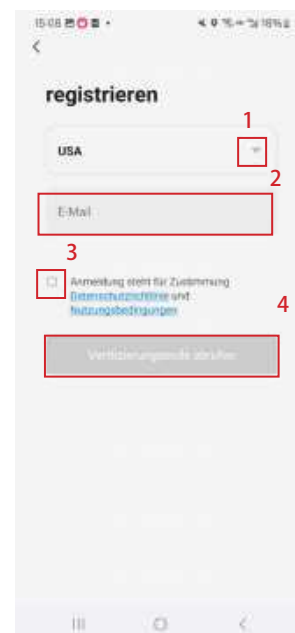 15:08
registrieren
1
USA
2
E-Mail
3
Anmeldung steht für Zustimmung
Datenschutzrichtlinie und
Nutzungsbedingungen
4
Verifizierungscode abrufen